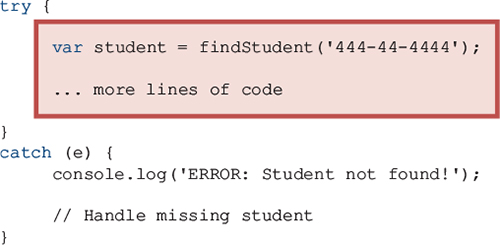 try {
var student = findStudent('444-44-4444');
... more lines of code
}
catch (e) {
console.log('ERROR: Student not found!');
// Handle missing student
}